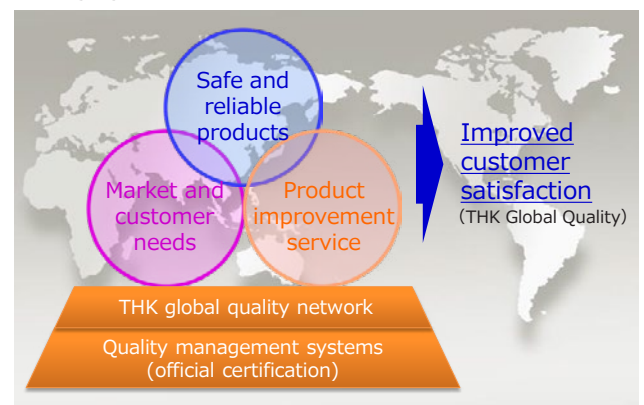 Safe and
reliable
products
Market and
customer
needs
Product
improvement
service
Improved
customer
satisfaction
（THK Global Quality）
THK global quality network
Quality management systems
(official certification)